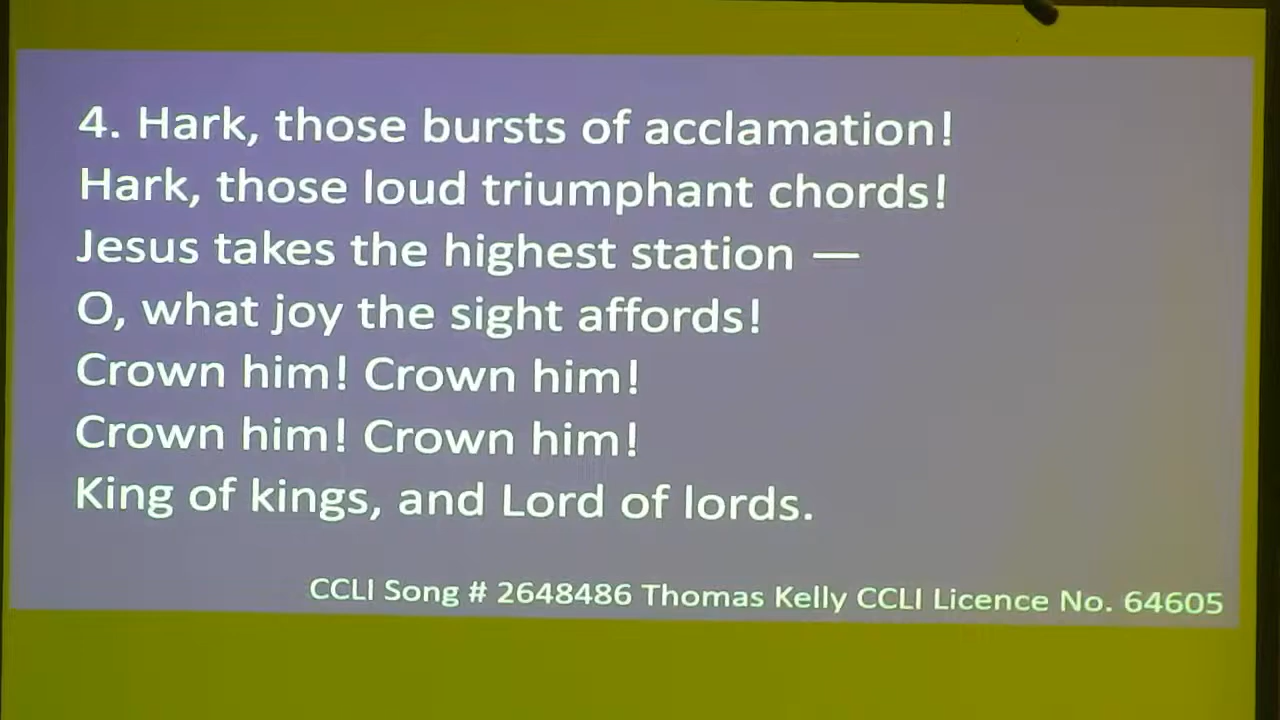 4. Hark, those bursts of acclamation!
Hark, those loud triumphant chords!
Jesus takes the highest station —
O, what joy the sight affords!
Crown him! Crown him!
Crown him! Crown him!
King of kings, and Lord of lords.
CCLI Song # 2648486 Thomas Kelly CCLI Licence No. 64605